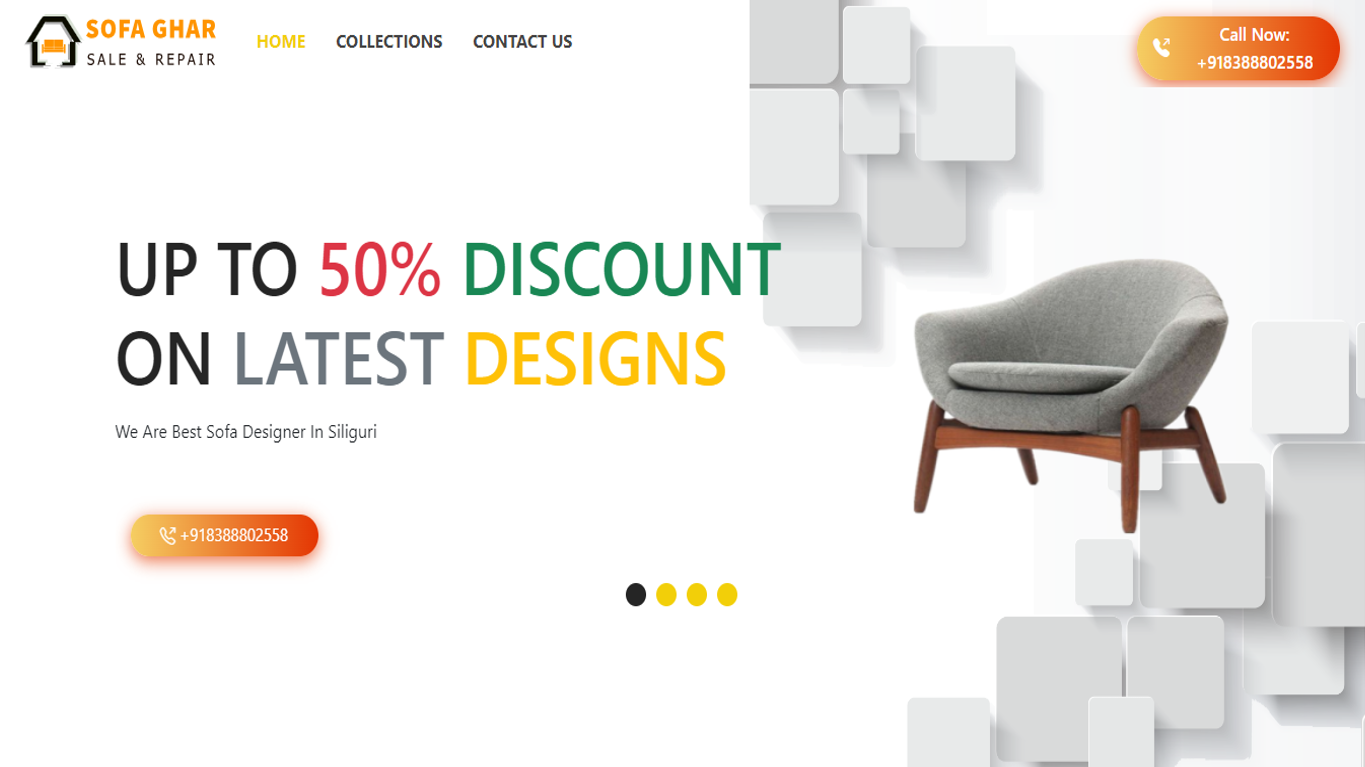 SOFA GHAR
SALE & REPAIR
HOME
COLLECTIONS
CONTACT US
Call Now:
+918388802558
UP TO 50% DISCOUNT
ON LATEST DESIGNS
We Are Best Sofa Designer In Siliguri
+918388802558